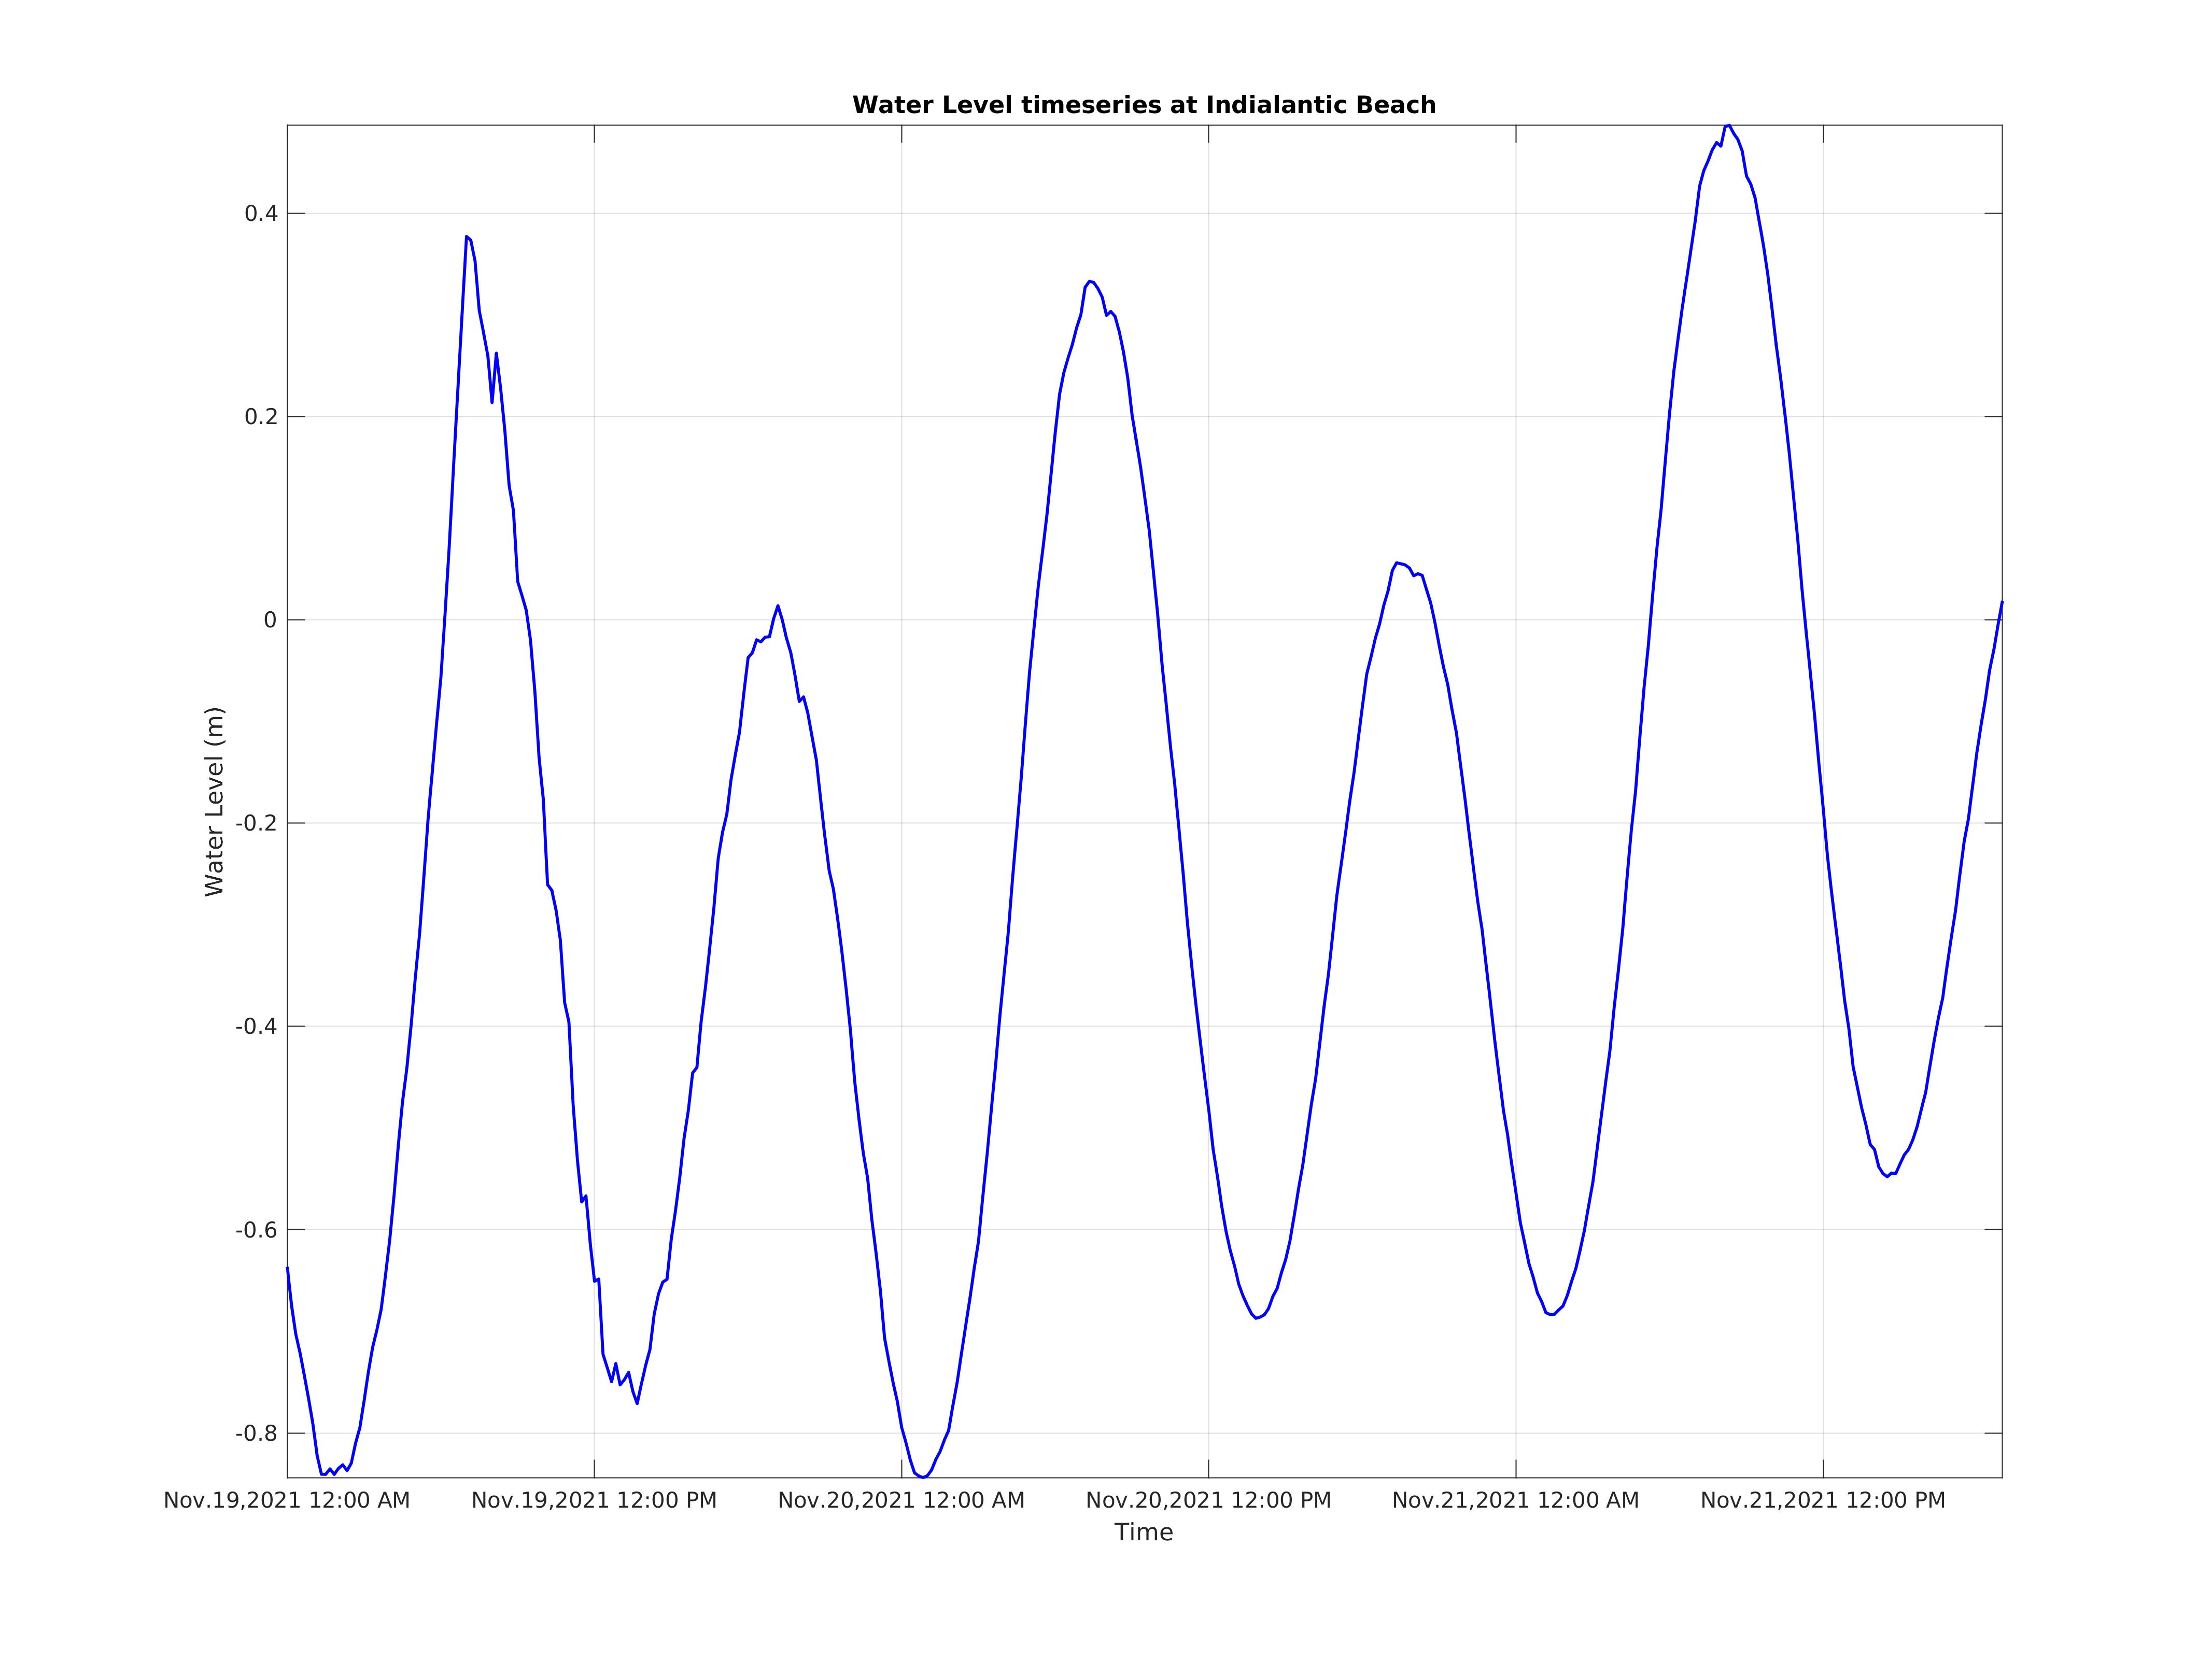 Water Level timeseries at Indialantic Beach
0.4
0.2
0
-0.2
-0.4
-0.6
-0.8
Water Level (m)
Nov.19,2021 12:00 AM
Nov.19,2021 12:00 PM
Nov.20,2021 12:00 AM
Nov.20,2021 12:00 PM
Nov.21,2021 12:00 AM
Nov.21,2021 12:00 PM
Time